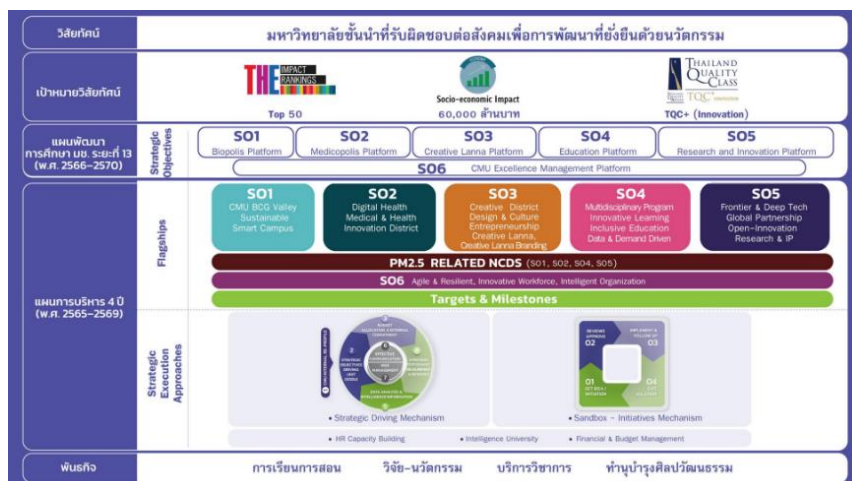 วิสัยทัศน์
มหาวิทยาลัยชั้นนำที่รับผิดชอบต่อสังคมเพื่อการพัฒนาที่ยั่งยืนด้วยนวัตกรรม
เป้าหมายวิสัยทัศน์
THE IMPACT RANKINGS
Top 50
Socio-economic Impact
60,000 ล้านบาท
THAILAND
QUALITY
CLASS
TQC+
TQC+ (Innovation)
แผนพัฒนา
การศึกษา มช. ระยะที่ 13
(พ.ศ. 2566-2570)
Strategic
Objectives
SO1
Biopolis Platform
SO2
Medicopolis Platform
SO3
Creative Lanna Platform
SO4
Education Platform
SO5
Research and Innovation Platform
SO6 CMU Excellence Management Platform
แผนการบริหาร 4 ปี
(พ.ศ. 2565-2569)
Flagships
SO1
CMU BCG Valley
Sustainable
Smart Campus
SO2
Digital Health
Medical & Health
Innovation District
SO3
Creative District
Design & Culture
Entrepreneurship
Creative Lanna,
Creative Lanna Branding
SO4
Multidisciplinary Program
Innovative Learning
Inclusive Education
Data & Demand Driven
SO5
Frontier & Deep Tech
Global Partnership
Open-Innovation
Research & IP
PM2.5 RELATED NCDS (SO1, SO2, SO4, SO5)
SO6 Agile & Resilient, Innovative Workforce, Intelligent Organization
Targets & Milestones
Strategic
Execution
Approaches
• Strategic Driving Mechanism
02
03
01
04
• Sandbox - Initiatives Mechanism
• HR Capacity Building
• Intelligence University
• Financial & Budget Management
พันธกิจ
การเรียนการสอน
วิจัย-นวัตกรรม
บริการวิชาการ
ทำนุบำรุงศิลปวัฒนธรรม